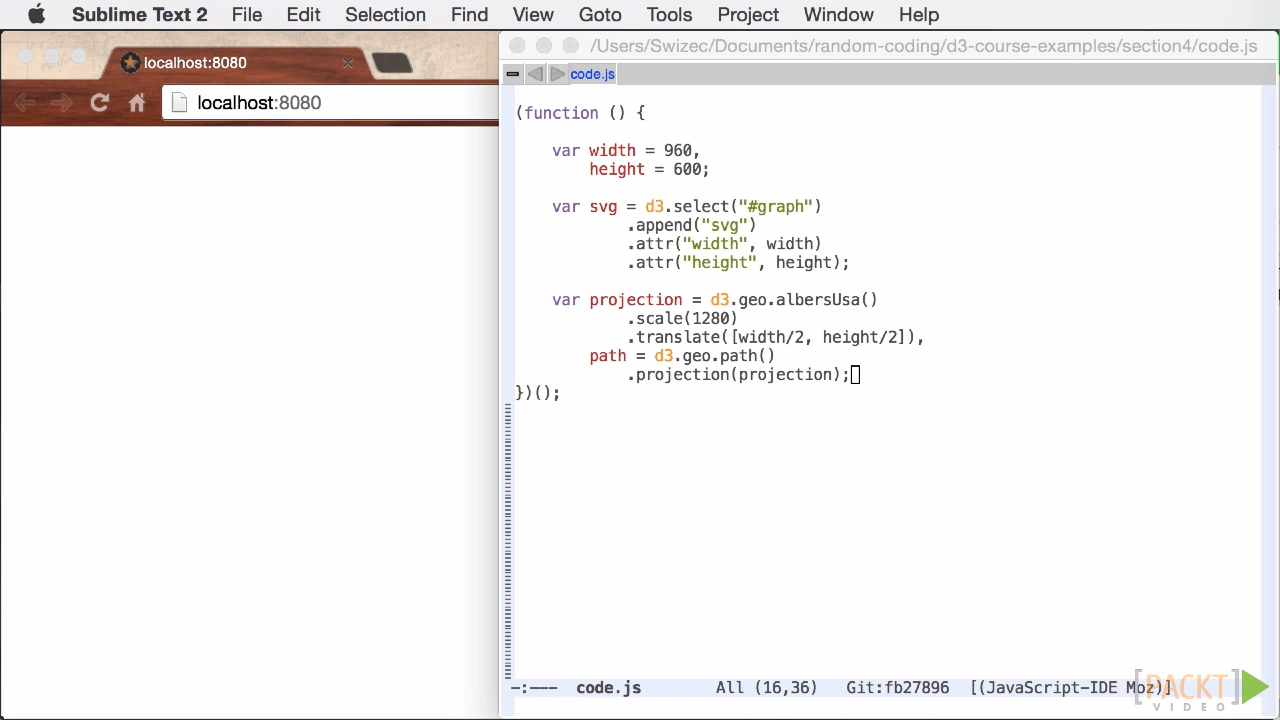 Sublime Text 2 File Edit Selection Find View Goto Tools Project Window Help
localhost:8080
localhost:8080
/Users/Swizec/Documents/random-coding/d3-course-examples/section4/code.js
code.js
(function () {
    var width = 960,
        height = 600;
    var svg = d3.select("#graph")
            .append("svg")
            .attr("width", width)
            .attr("height", height);
    var projection = d3.geo.albersUsa()
            .scale(1280)
            .translate([width/2, height/2]),
        path = d3.geo.path()
            .projection(projection);
})();
-:--- code.js All (16,36) Git:fb27896 [(JavaScript-IDE Moz)]
[PACKT]
VIDEO